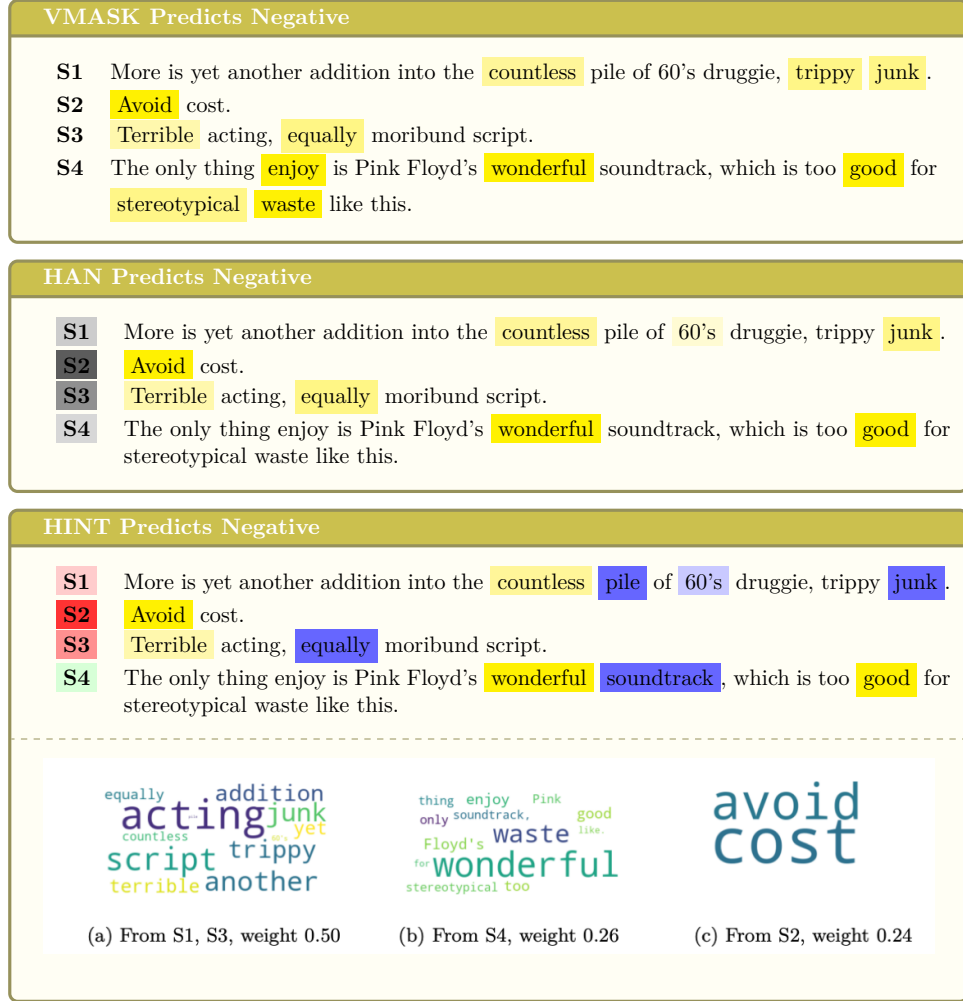 VMASK Predicts Negative
S1 More is yet another addition into the countless pile of 60's druggie, trippy junk.
S2 Avoid cost.
S3 Terrible acting, equally moribund script.
S4 The only thing enjoy is Pink Floyd's wonderful soundtrack, which is too good for
stereotypical waste like this.
HAN Predicts Negative
S1 More is yet another addition into the countless pile of 60's druggie, trippy junk.
S2 Avoid cost.
S3 Terrible acting, equally moribund script.
S4 The only thing enjoy is Pink Floyd's wonderful soundtrack, which is too good for
stereotypical waste like this.
HINT Predicts Negative
S1 More is yet another addition into the countless pile of 60's druggie, trippy junk.
S2 Avoid cost.
S3 Terrible acting, equally moribund script.
S4 The only thing enjoy is Pink Floyd's wonderful soundtrack, which is too good for
stereotypical waste like this.
equally addition
acting junk
countless yet
script trippy
terrible another
thing enjoy Pink
only soundtrack, good
Floyd's waste like.
for wonderful
stereotypical too
avoid
cost
(a) From S1, S3, weight 0.50
(b) From S4, weight 0.26
(c) From S2, weight 0.24